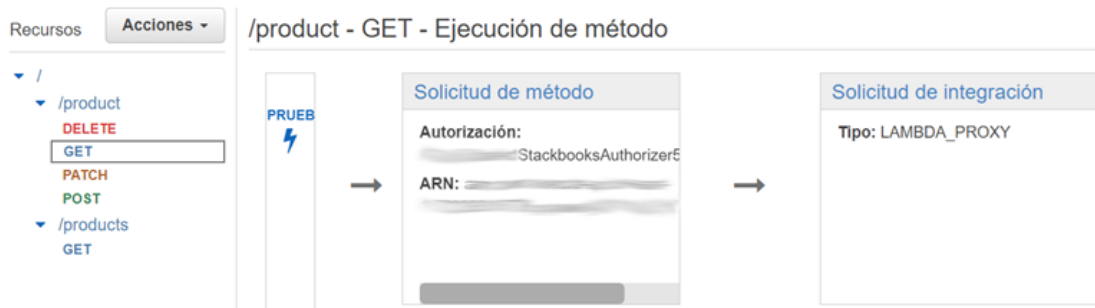 Recursos
Acciones
/product - GET - Ejecución de método
/
/product
DELETE
GET
PATCH
POST
/products
GET
PRUEB
Solicitud de método
Autorización:
StackbooksAuthorizer5
ARN:
Solicitud de integración
Tipo: LAMBDA_PROXY